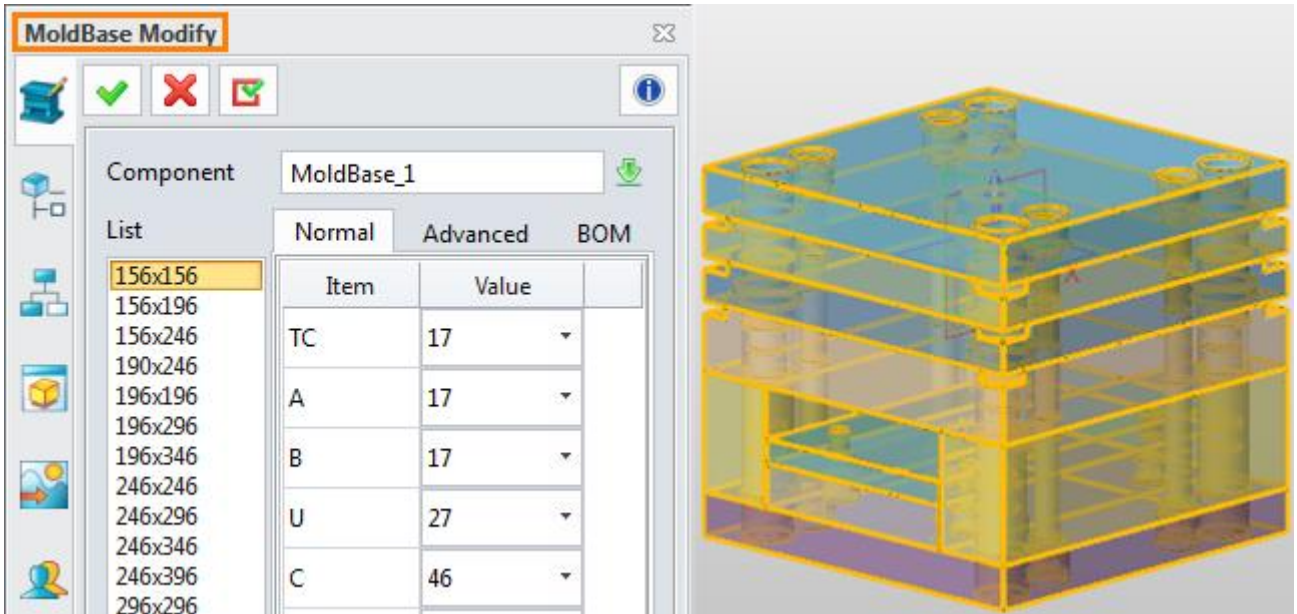 MoldBase Modify
Component MoldBase_1
List Normal Advanced BOM
156x156
156x196
156x246
190x246
196x196
196x296
196x346
246x246
246x296
246x346
246x396
296x296
Item Value
TC 17
A 17
B 17
U 27
C 46
X